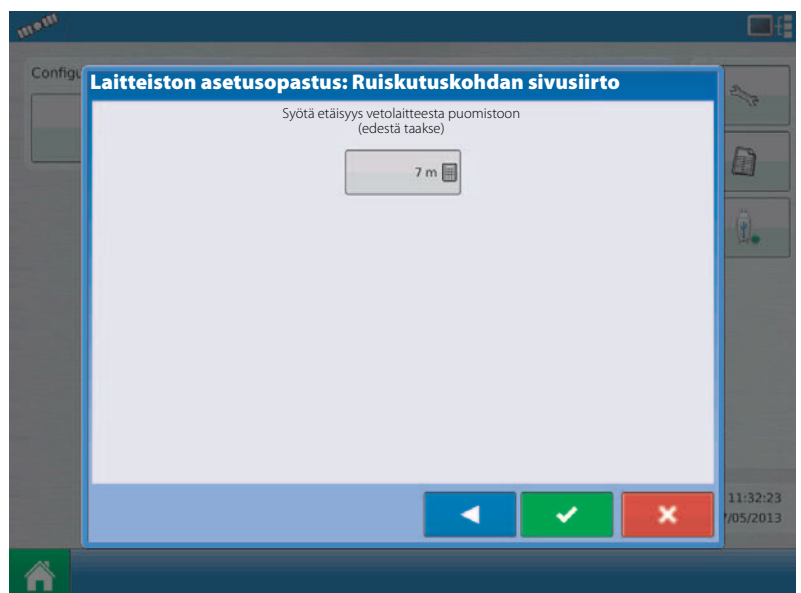 Configu
Laitteiston asetusopastus: Ruiskutuskohdan sivusiirto
Syötä etäisyys vetolaitteesta puomistoon
(edestä taakse)
7 m
11:32:23
/05/2013